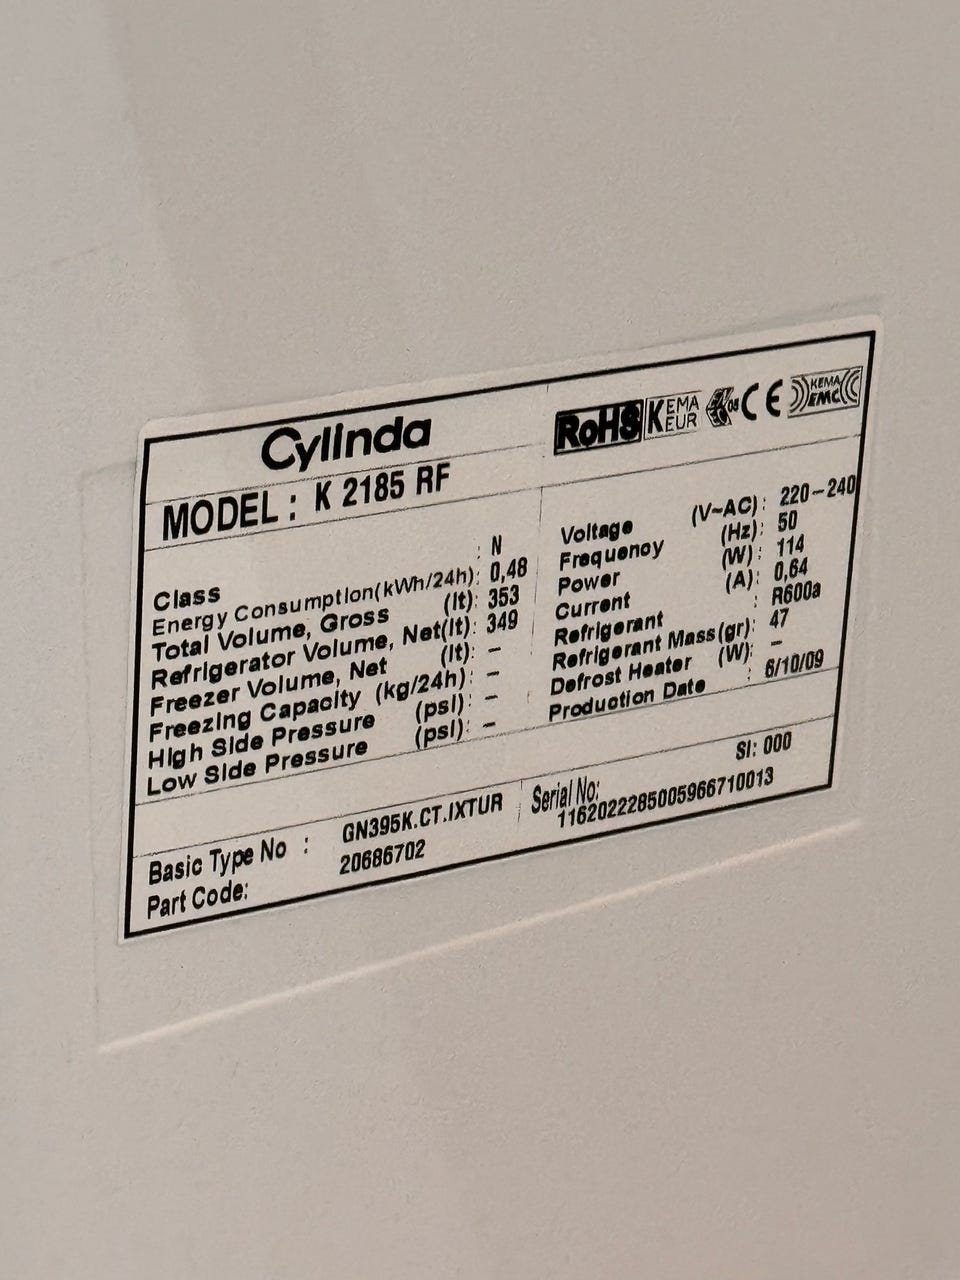 Cylinda
RoHS KEMA EUR 05 CE KEMA EMC
MODEL : K 2185 RF
Class : N
Energy Consumption(kWh/24h): 0,48
Total Volume, Gross (lt): 353
Refrigerator Volume, Net(lt): 349
Freezer Volume, Net (lt): –
Freezing Capacity (kg/24h): –
High Side Pressure (psi): –
Low Side Pressure (psi): –
Voltage (V~AC): 220-240
Frequency (Hz): 50
Power (W): 114
Current (A): 0,64
Refrigerant : R600a
Refrigerant Mass(gr): 47
Defrost Heater (W): –
Production Date : 6/10/09
Basic Type No : GN395K.CT.IXTUR
Part Code: 20686702
SI: 000
Serial No:
1162022285005966710013